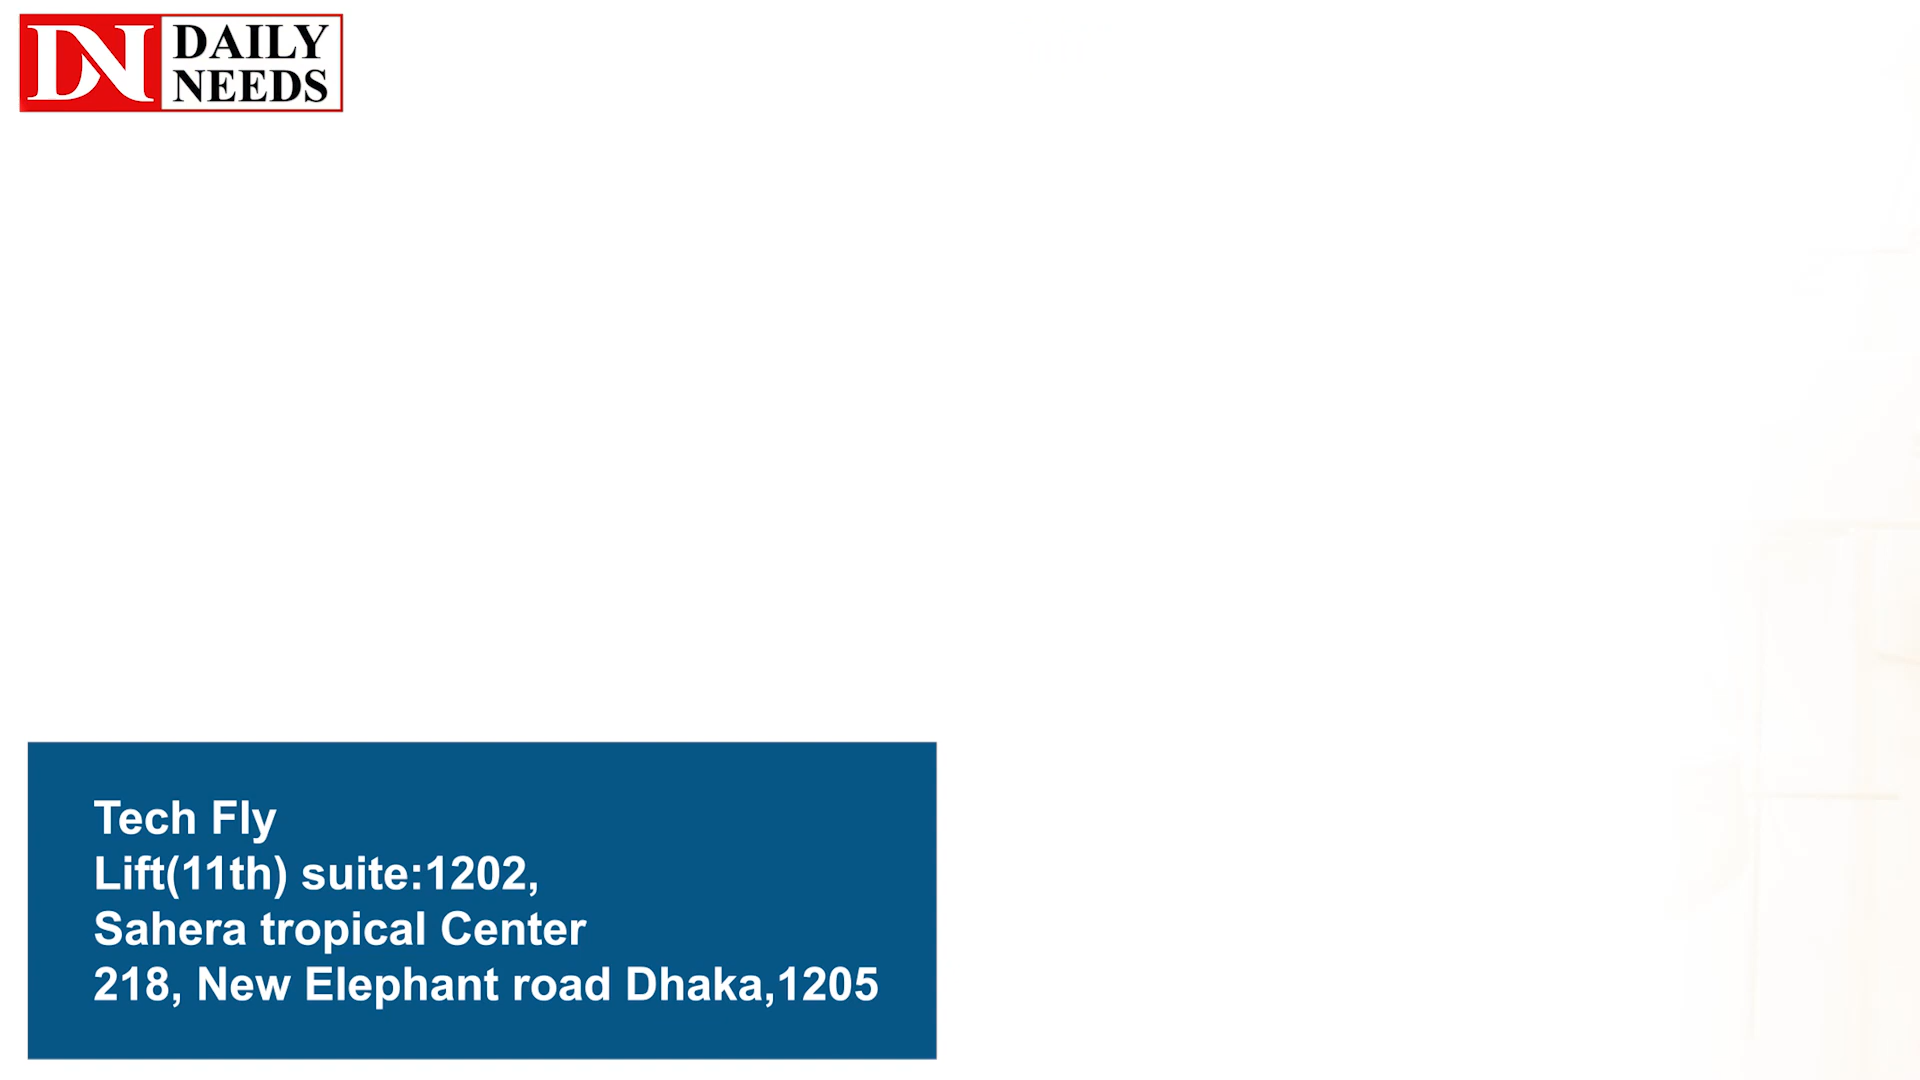 DN DAILY
NEEDS
Tech Fly
Lift(11th) suite:1202,
Sahera tropical Center
218, New Elephant road Dhaka,1205